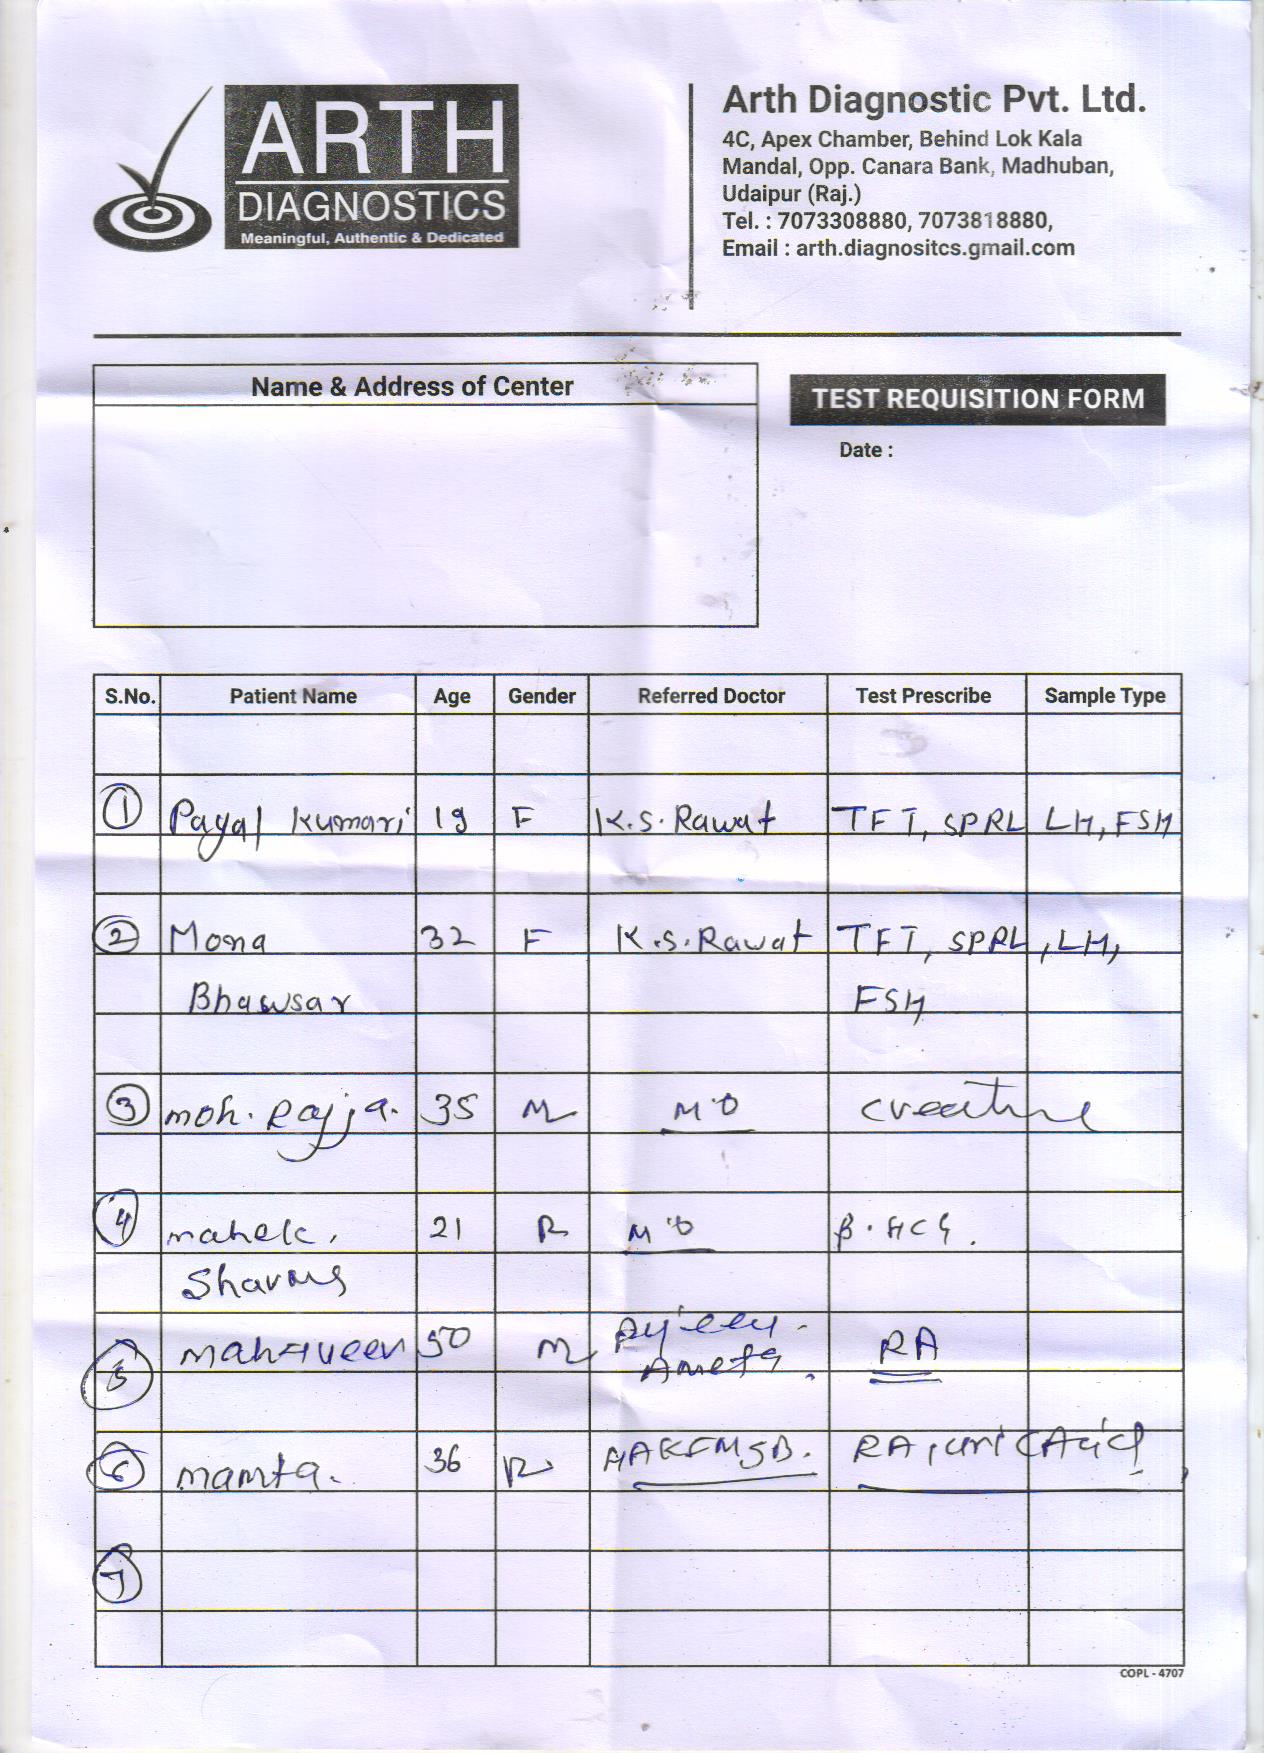 ARTH
DIAGNOSTICS
Meaningful, Authentic & Dedicated
Arth Diagnostic Pvt. Ltd.
4C, Apex Chamber, Behind Lok Kala
Mandal, Opp. Canara Bank, Madhuban,
Udaipur (Raj.)
Tel. : 7073308880, 7073818880,
Email : arth.diagnositcs.gmail.com
Name & Address of Center
TEST REQUISITION FORM
Date :
S.No. Patient Name Age Gender Referred Doctor Test Prescribe Sample Type
1 Payal Kumari 19 F K.S. Rawat TFT, SPRL LH, FSH
2 Mona 32 F K.S. Rawat TFT, SPRL, LH,
Bhawsar FSH
3 moh. Rajja. 35 M M'O
4 mahek. 21 M'O β. HCG.
Sharma
5 50 M
Ameta. RA
6 mamta. 36 RA, uric Acid
7
COPL - 4707